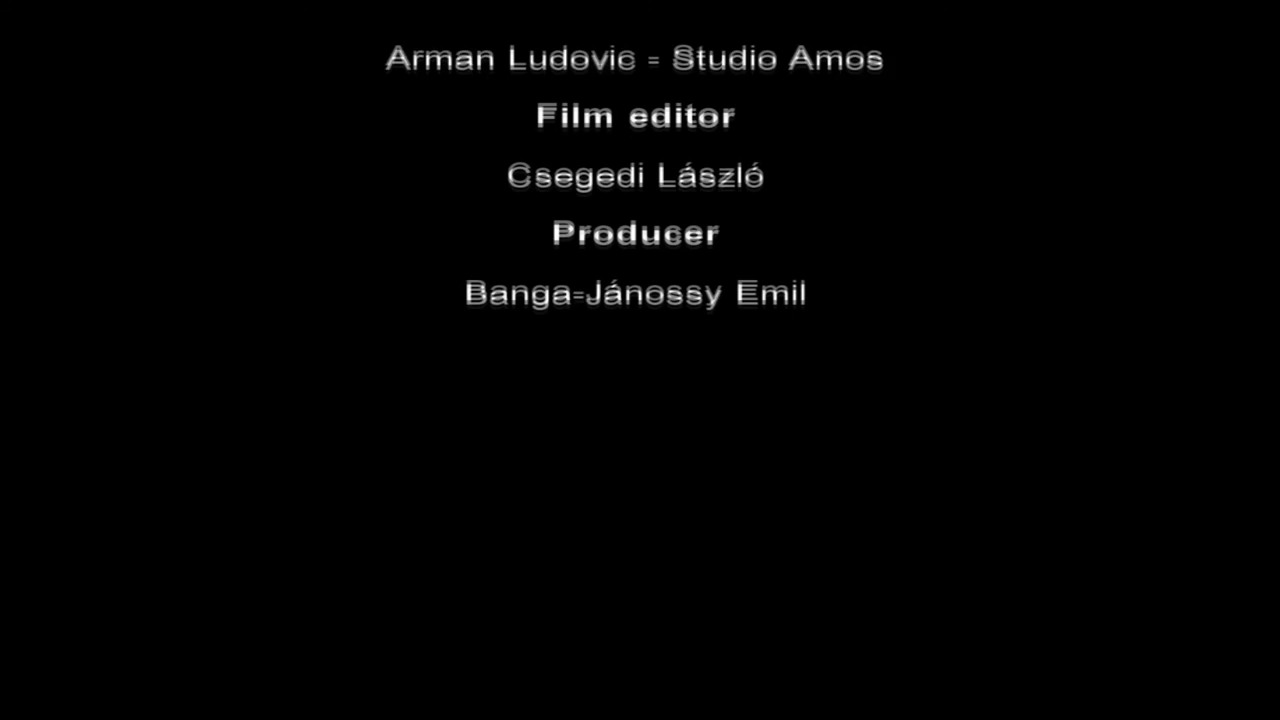 Arman Ludovic - Studio Amos
Film editor
Csegedi László
Producer
Banga-Jánossy Emil